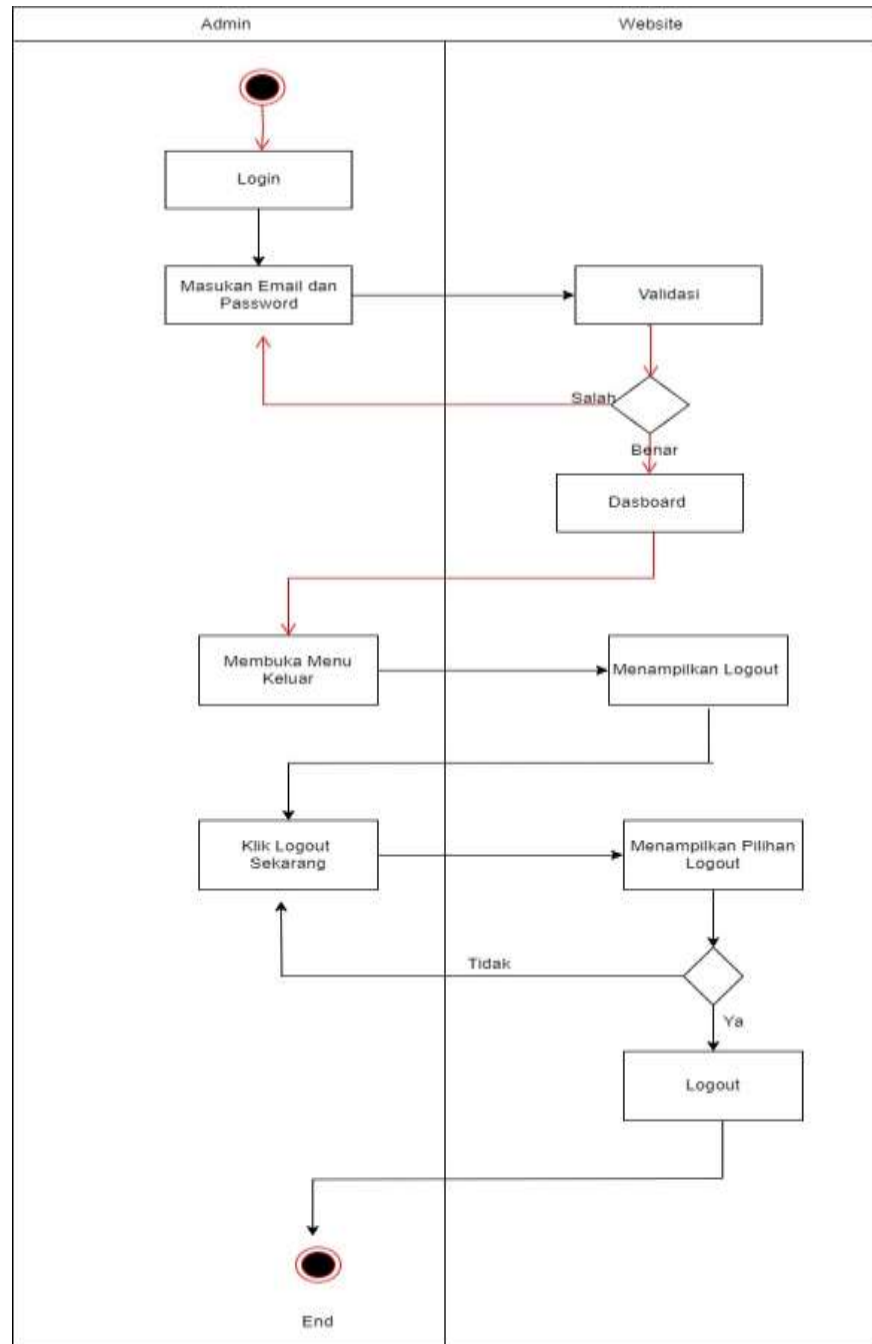 Admin
Website
Login
Masukan Email dan
Password
Validasi
Salah
Benar
Dasboard
Membuka Menu
Keluar
Menampilkan Logout
Klik Logout
Sekarang
Menampilkan Pilihan
Logout
Tidak
Ya
Logout
End